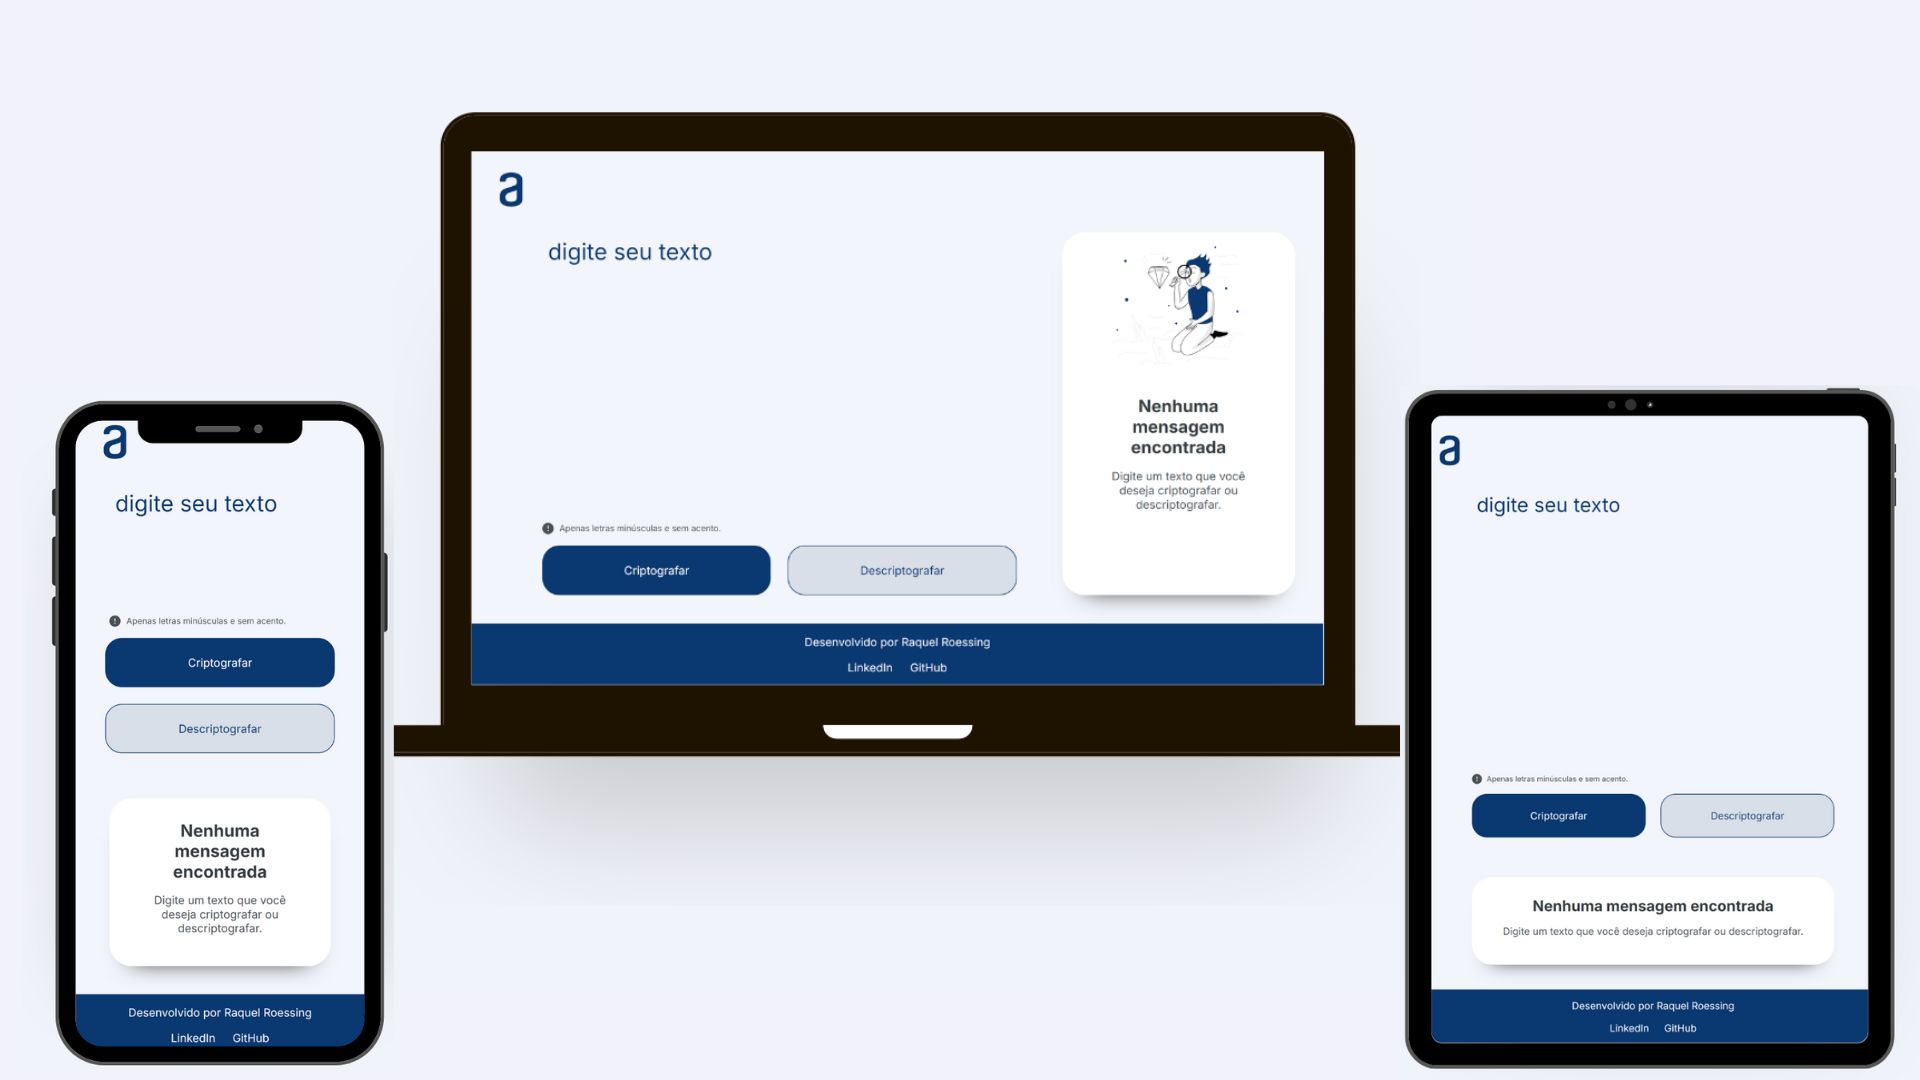 a
digite seu texto
Apenas letras minúsculas e sem acento.
Criptografar
Descriptografar
Nenhuma
mensagem
encontrada
Digite um texto que você
deseja criptografar ou
descriptografar.
Desenvolvido por Raquel Roessing
LinkedIn GitHub
a
digite seu texto
Nenhuma
mensagem
encontrada
Digite um texto que você
deseja criptografar ou
descriptografar.
Apenas letras minúsculas e sem acento.
Criptografar Descriptografar
Desenvolvido por Raquel Roessing
LinkedIn GitHub
a
digite seu texto
Apenas letras minúsculas e sem acento.
Criptografar Descriptografar
Nenhuma mensagem encontrada
Digite um texto que você deseja criptografar ou descriptografar.
Desenvolvido por Raquel Roessing
LinkedIn GitHub